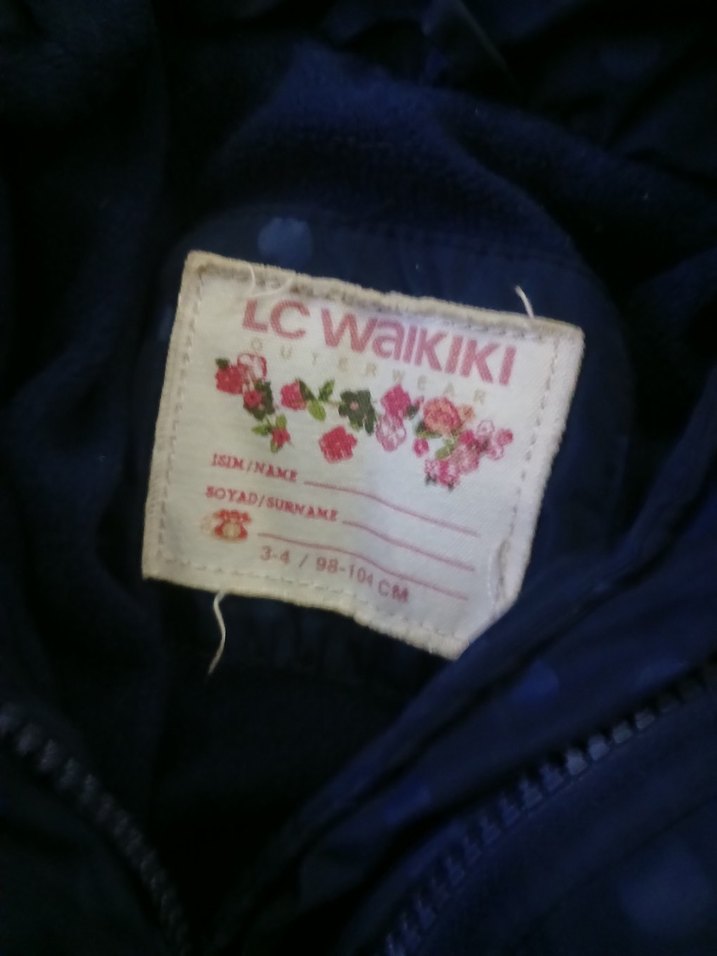 LC WAIKIKI
OUTERWEAR
ISIM/NAME
SOYAD/SURNAME
3-4 / 98-104 CM